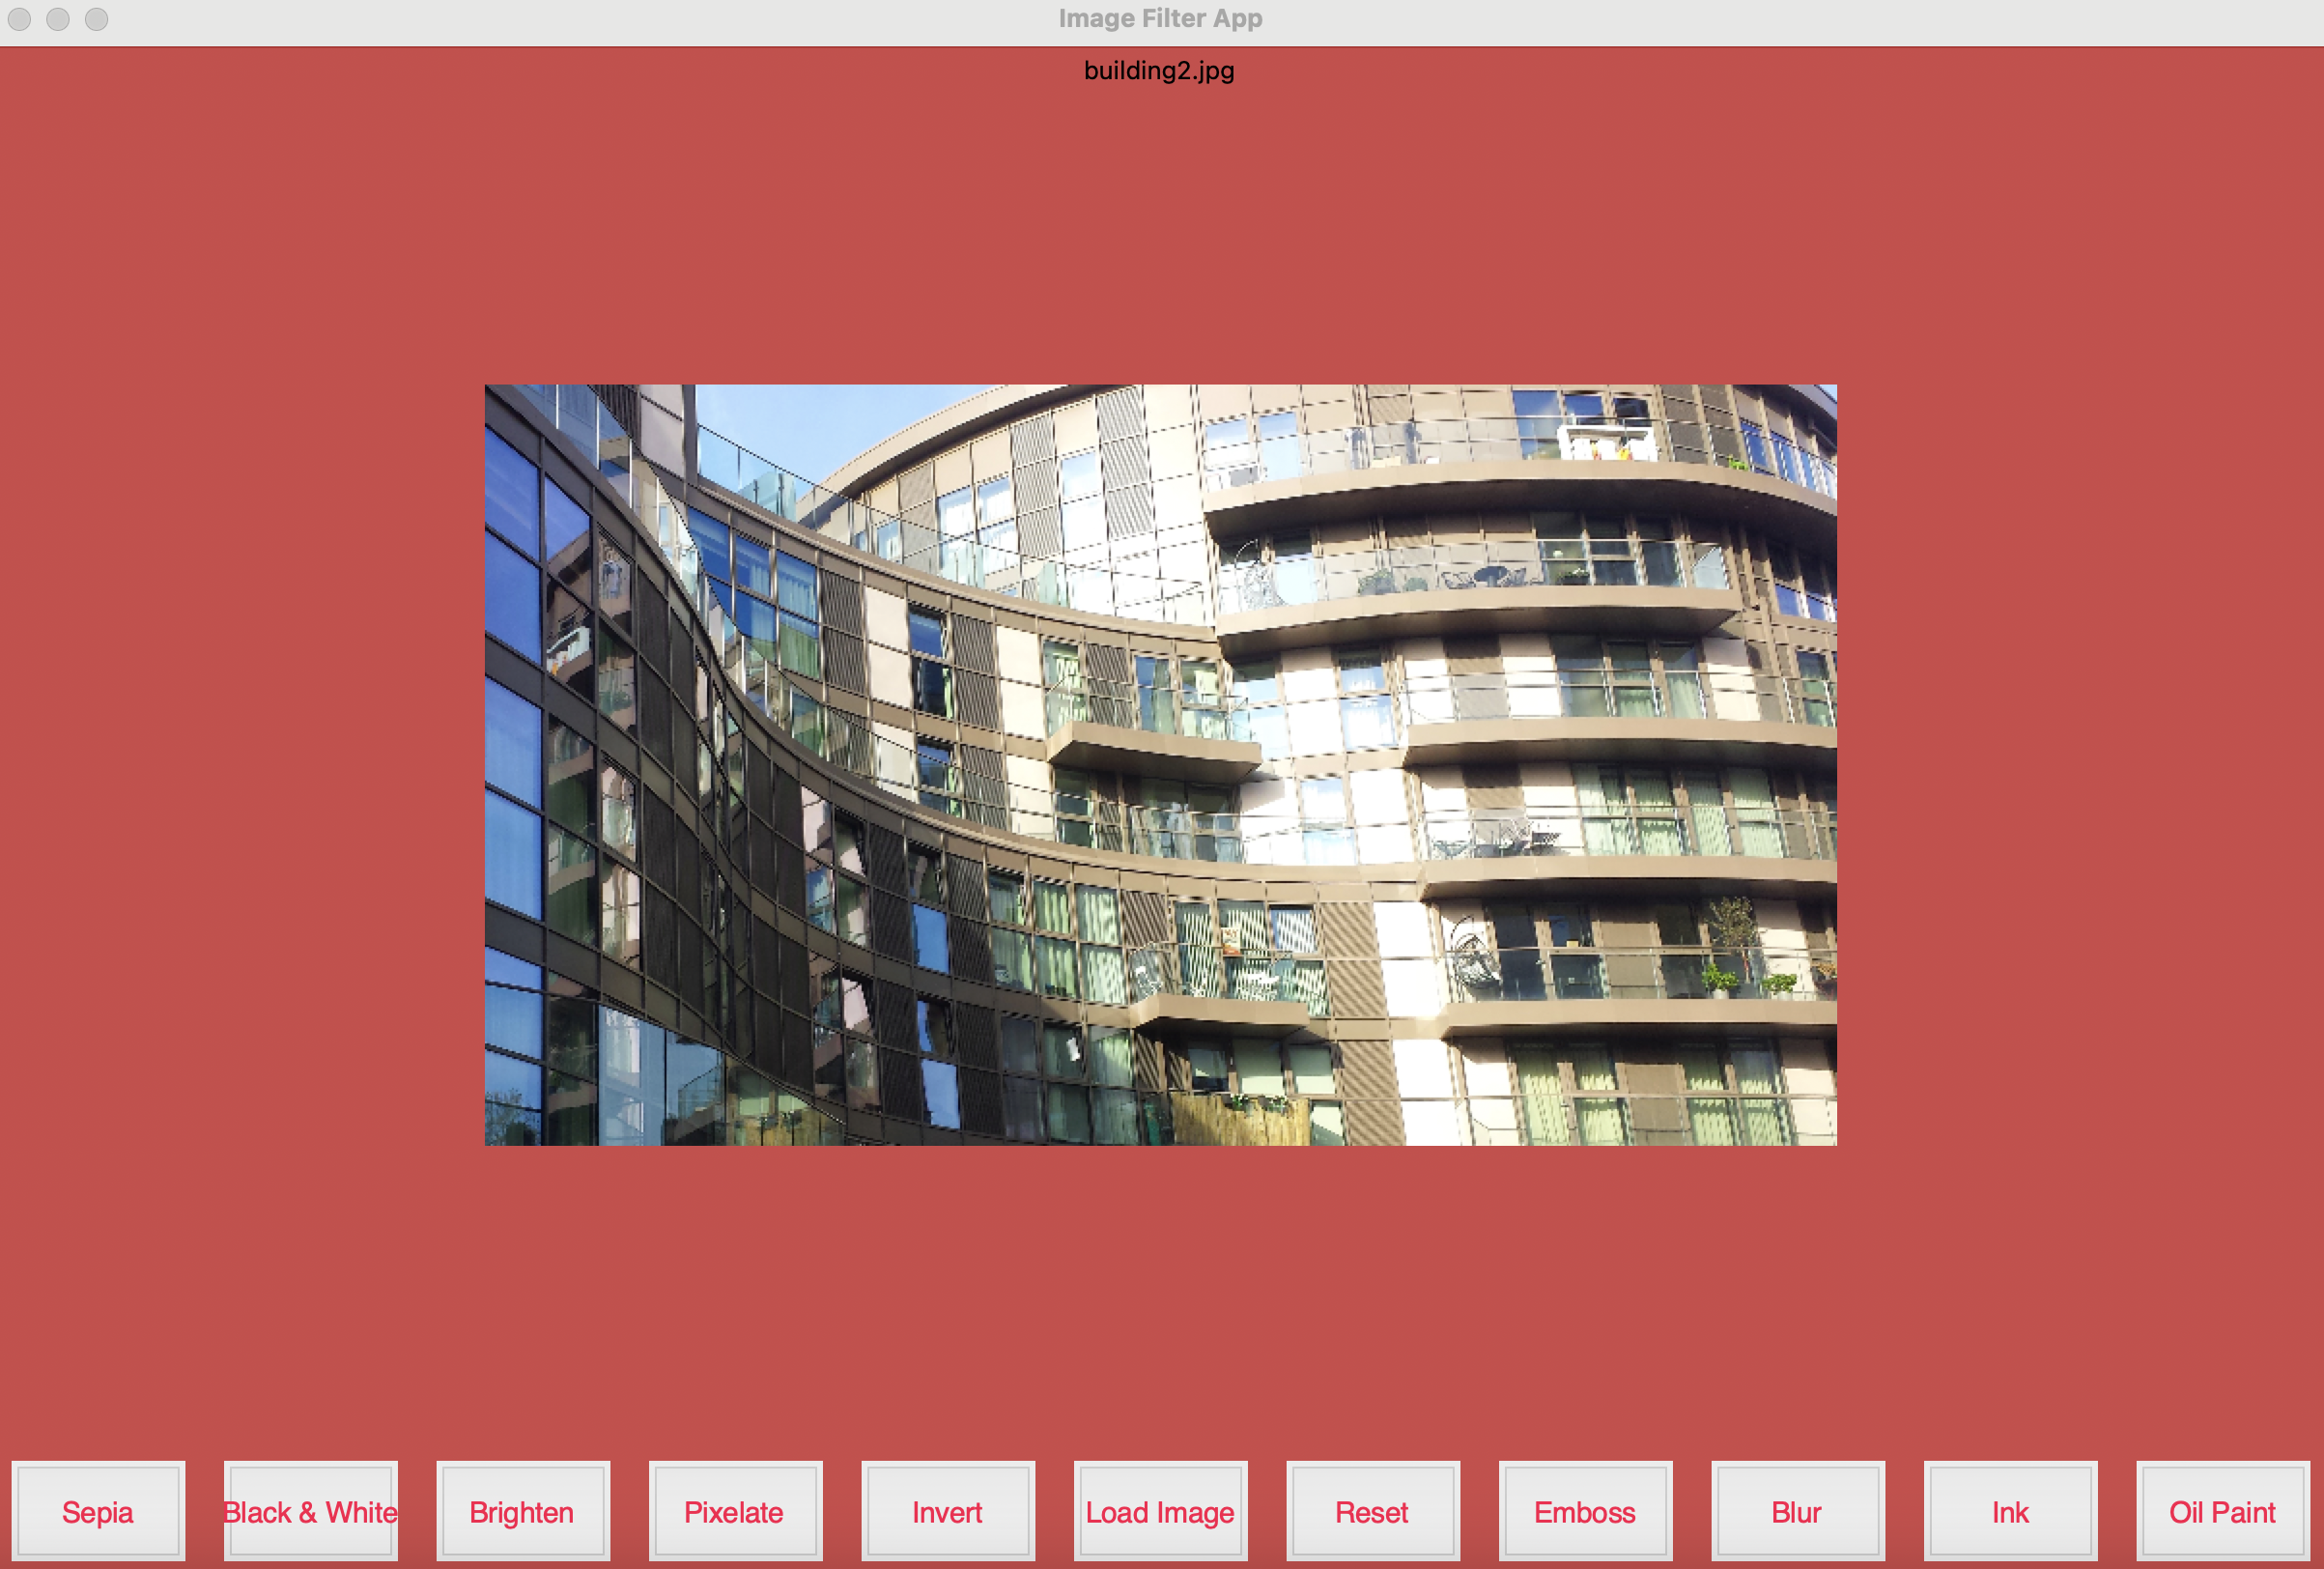 Image Filter App
building2.jpg
Sepia
Black & White
Brighten
Pixelate
Invert
Load Image
Reset
Emboss
Blur
Ink
Oil Paint